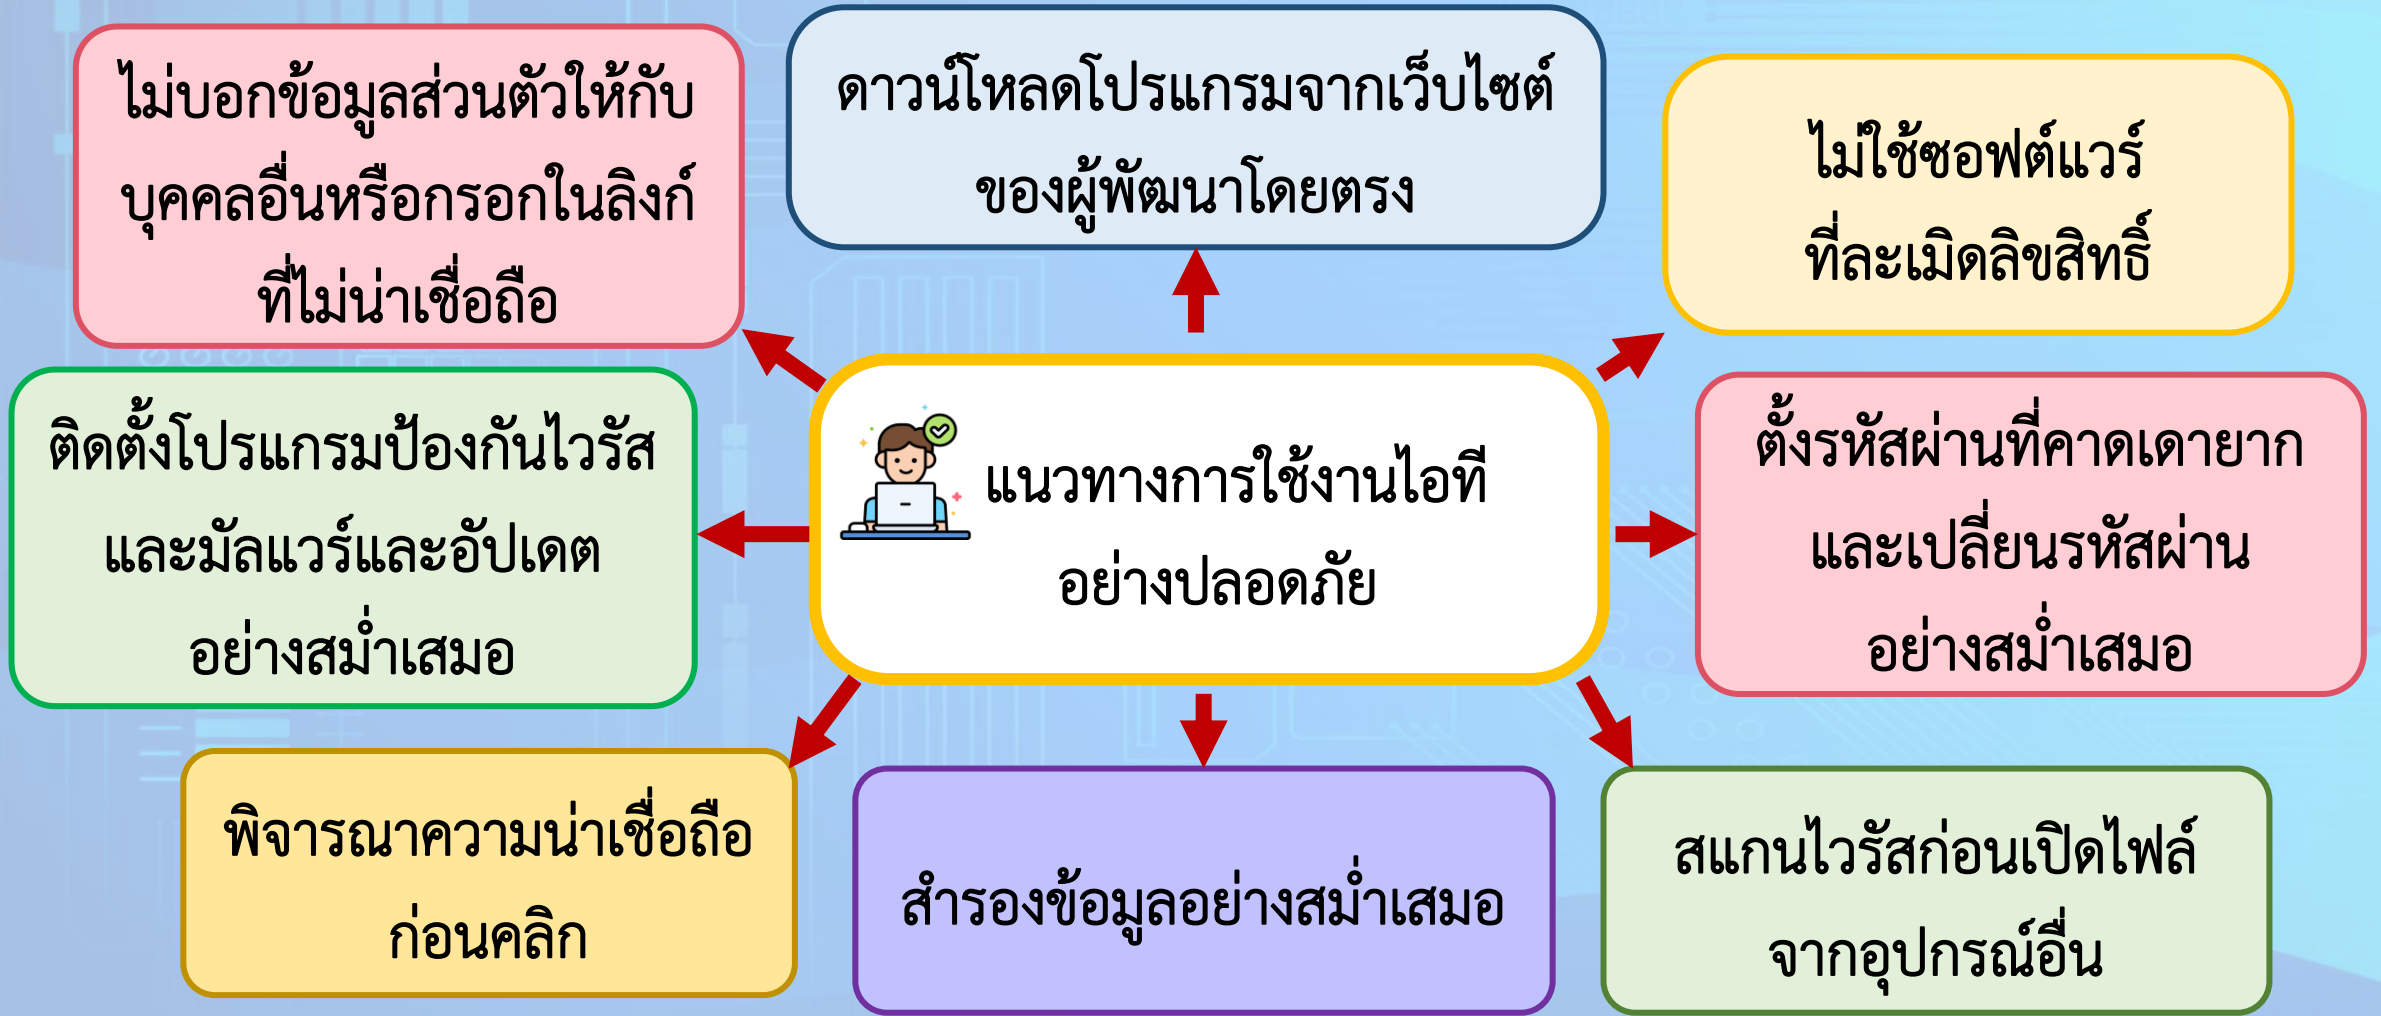 ไม่บอกข้อมูลส่วนตัวให้กับ
บุคคลอื่นหรือกรอกในลิงก์
ที่ไม่น่าเชื่อถือ
ดาวน์โหลดโปรแกรมจากเว็บไซต์
ของผู้พัฒนาโดยตรง
ไม่ใช้ซอฟต์แวร์
ที่ละเมิดลิขสิทธิ์
ติดตั้งโปรแกรมป้องกันไวรัส
และมัลแวร์และอัปเดต
อย่างสม่ำเสมอ
แนวทางการใช้งานไอที
อย่างปลอดภัย
ตั้งรหัสผ่านที่คาดเดายาก
และเปลี่ยนรหัสผ่าน
อย่างสม่ำเสมอ
พิจารณาความน่าเชื่อถือ
ก่อนคลิก
สำรองข้อมูลอย่างสม่ำเสมอ
สแกนไวรัสก่อนเปิดไฟล์
จากอุปกรณ์อื่น